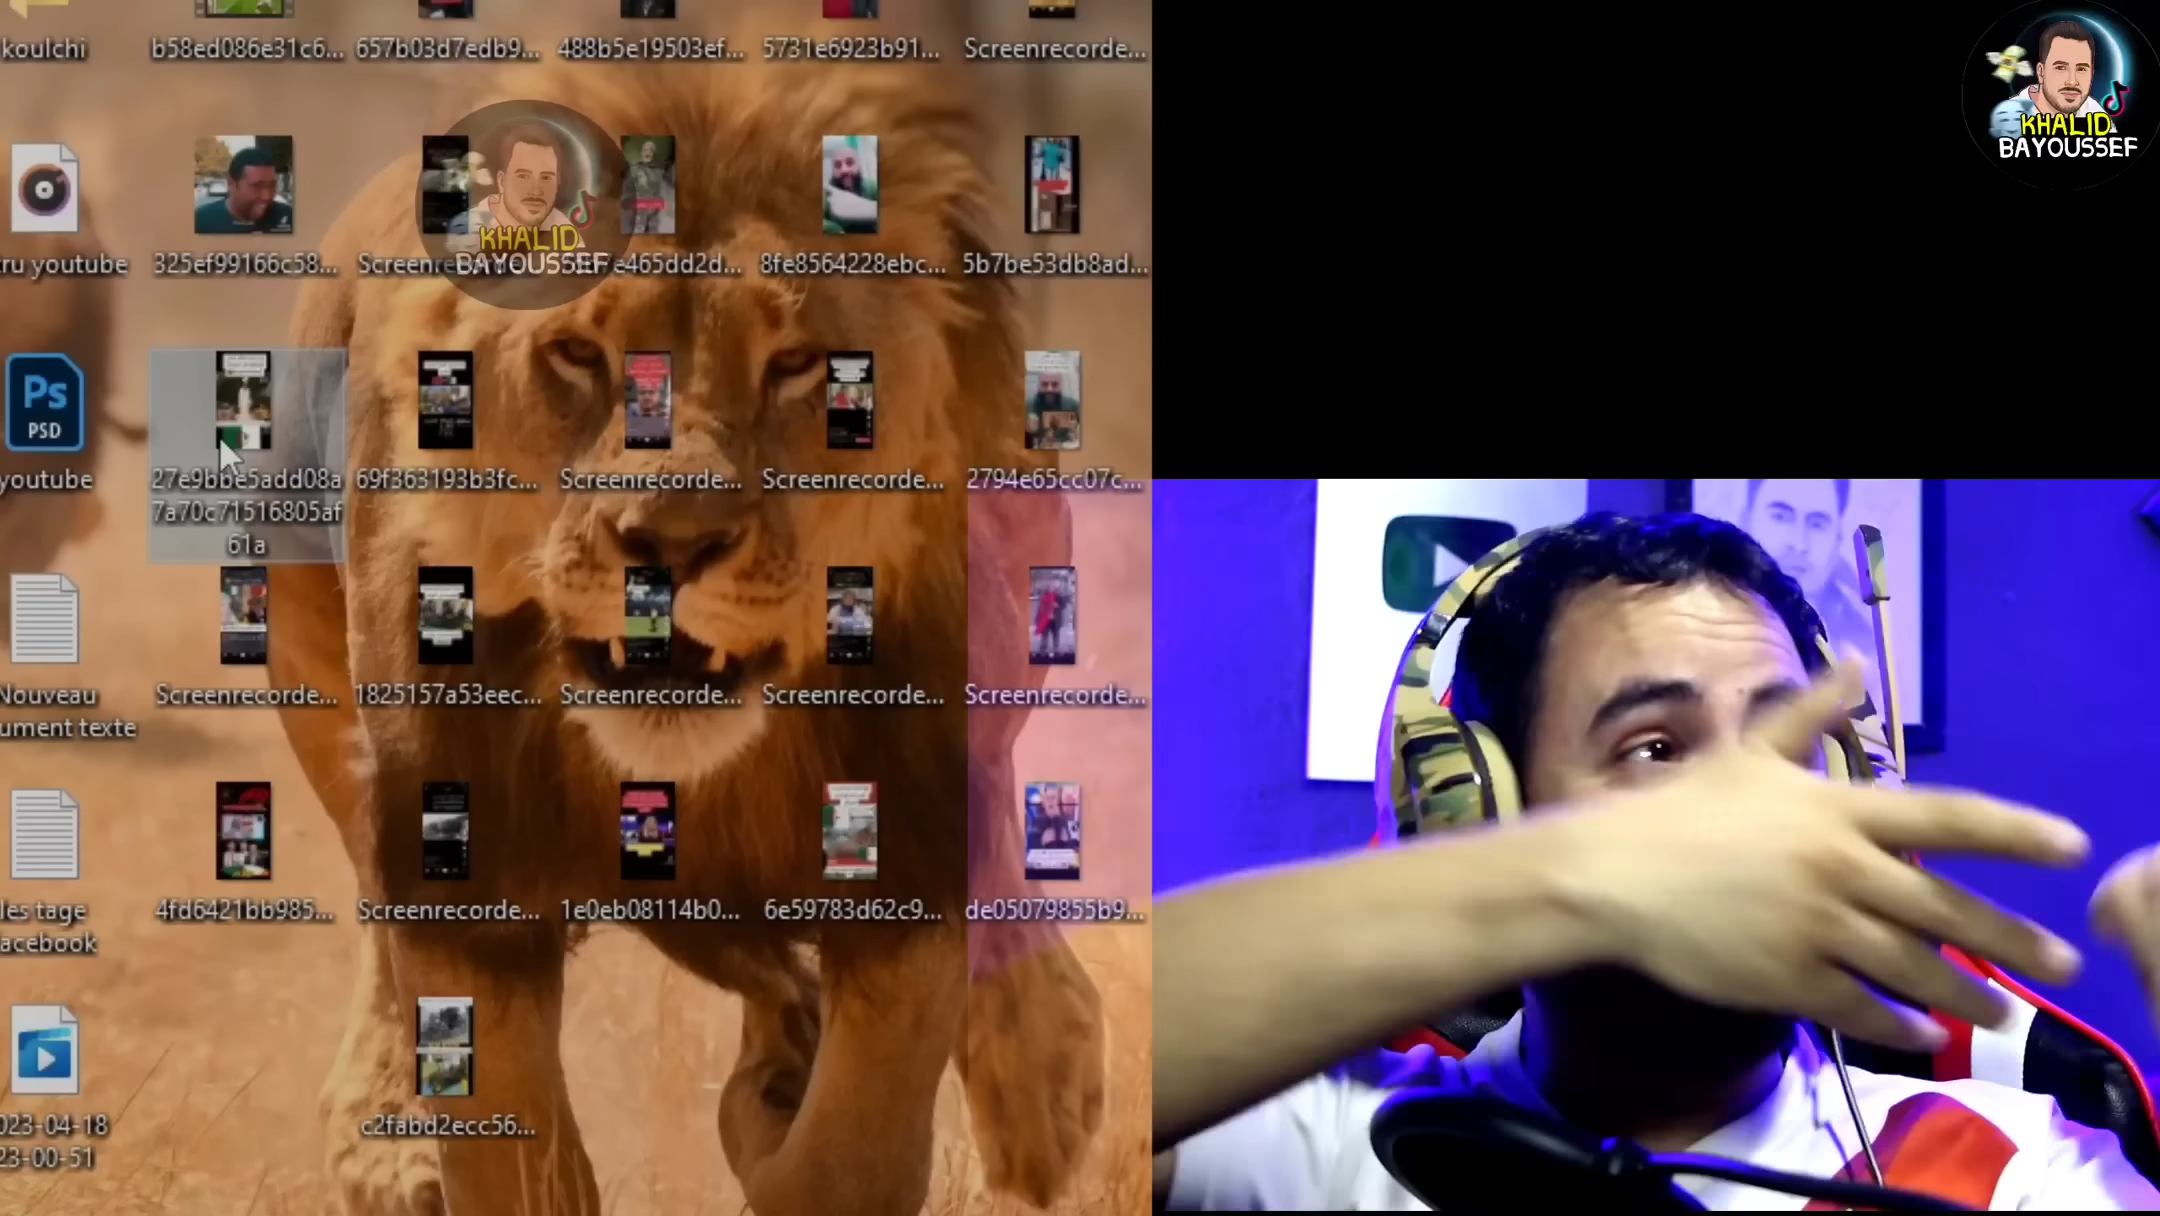 koulchi
b58ed086e31c6...
657b03d7edb9...
488b5e19503ef...
5731e6923b91...
Screenrecorde...
KHALID
BAYOUSSEF
ru youtube
325ef99166c58...
KHALID
BAYOUSSEF
e465dd2d...
8fe8564228ebc...
5b7be53db8ad...
Ps
PSD
youtube
27e9bbe5add08a
7a70c71516805af
61a
69f363193b3fc...
Screenrecorde...
Screenrecorde...
2794e65cc07c...
Nouveau
ument texte
Screenrecorde...
1825157a53eec...
Screenrecorde...
Screenrecorde...
Screenrecorde...
les tage
acebook
4fd6421bb985...
Screenrecorde...
1e0eb08114b0...
6e59783d62c9...
de05079855b9...
023-04-18
23-00-51
c2fabd2ecc56...